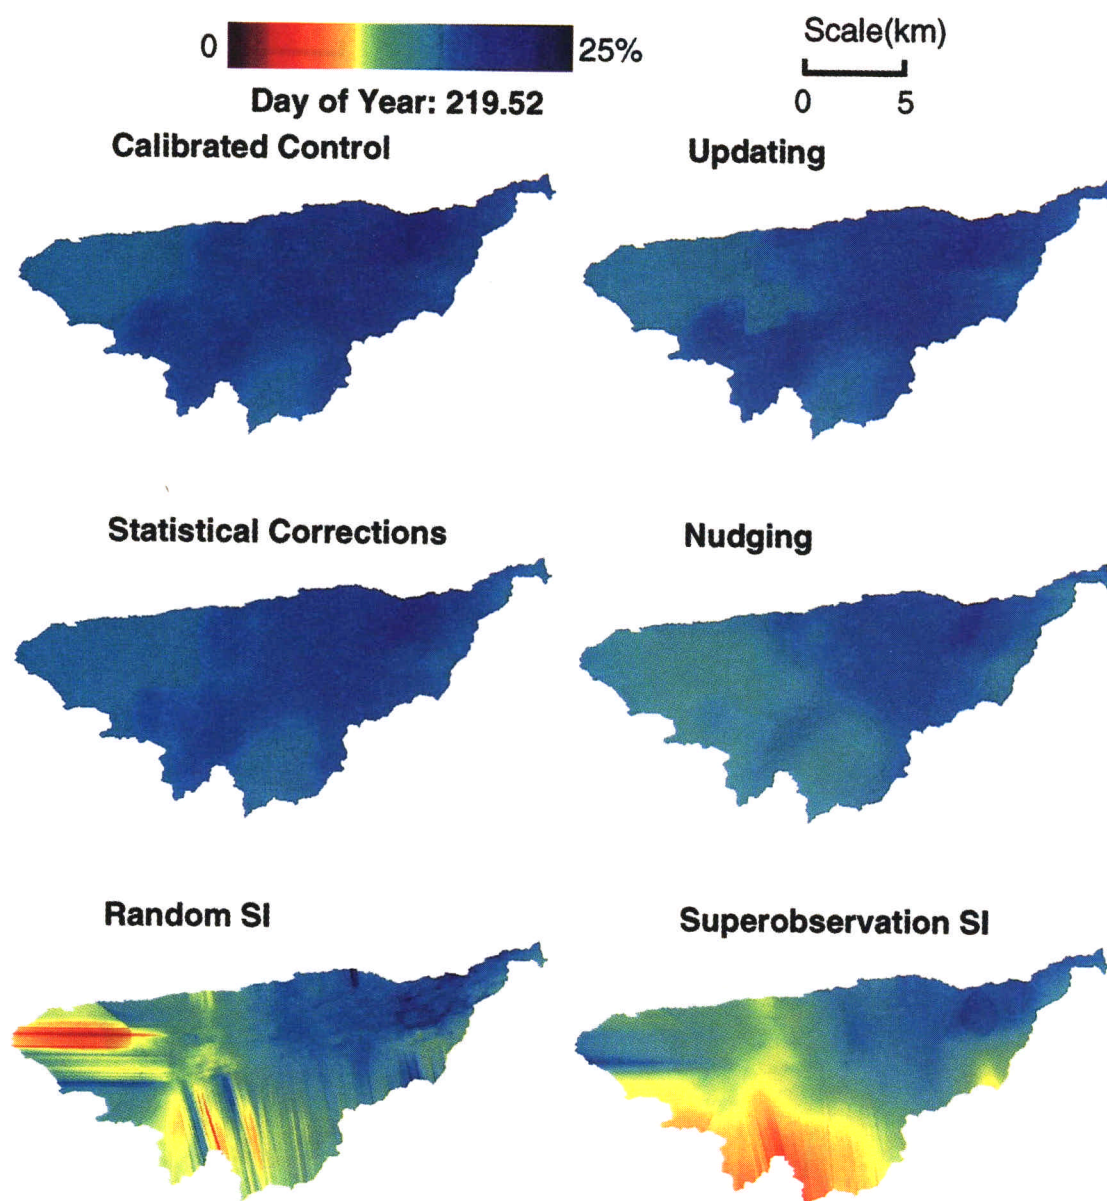 0 25% Scale(km)
Day of Year: 219.52 0 5
Calibrated Control Updating
Statistical Corrections Nudging
Random SI Superobservation SI